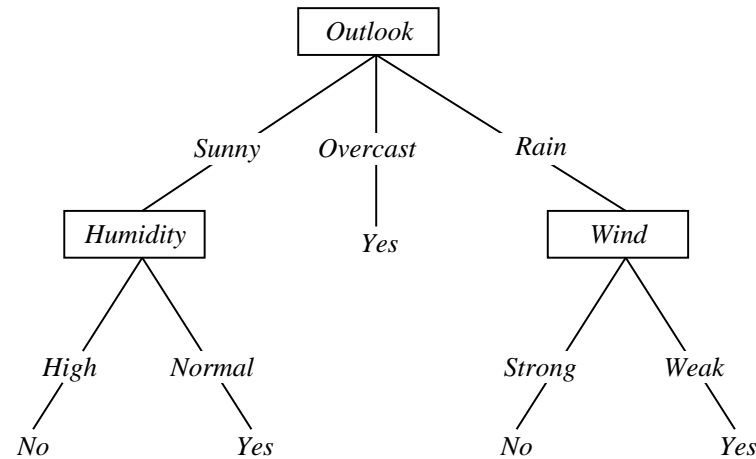 Outlook
Sunny Overcast Rain
Humidity Yes Wind
High Normal Strong Weak
No Yes No Yes